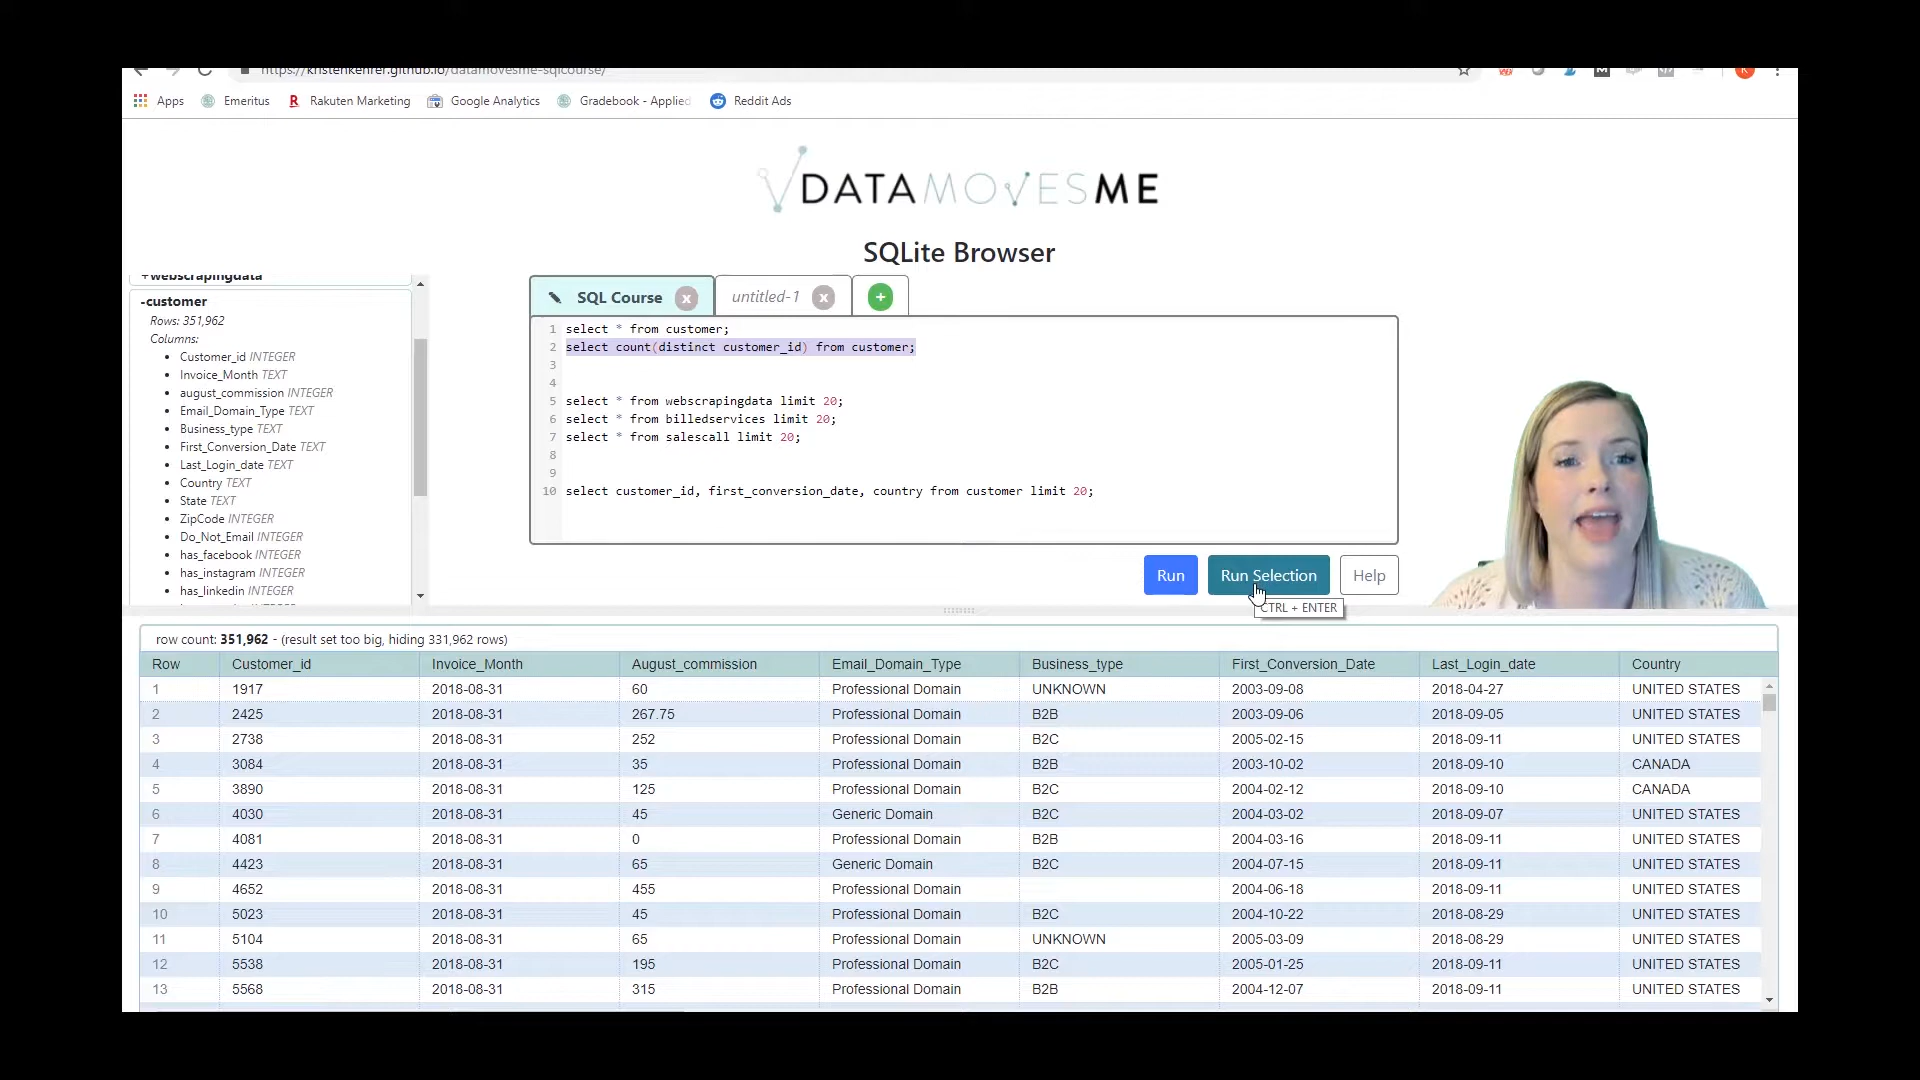 https://kristenkehrer.github.io/datamovesme-sqlcourse/
Apps Emeritus Rakuten Marketing Google Analytics Gradebook - Applied Reddit Ads
DATAMOVESME
SQLite Browser
+webscrapingdata
-customer
Rows: 351,962
Columns:
Customer_id INTEGER
Invoice_Month TEXT
august_commission INTEGER
Email_Domain_Type TEXT
Business_type TEXT
First_Conversion_Date TEXT
Last_Login_date TEXT
Country TEXT
State TEXT
ZipCode INTEGER
Do_Not_Email INTEGER
has_facebook INTEGER
has_instagram INTEGER
has_linkedin INTEGER
SQL Course x untitled-1 x +
1 select * from customer;
2 select count(distinct customer_id) from customer;
3
4
5 select * from webscrapingdata limit 20;
6 select * from billedservices limit 20;
7 select * from salescall limit 20;
8
9
10 select customer_id, first_conversion_date, country from customer limit 20;
Run Run Selection Help
CTRL + ENTER
row count: 351,962 - (result set too big, hiding 331,962 rows)
Row Customer_id Invoice_Month August_commission Email_Domain_Type Business_type First_Conversion_Date Last_Login_date Country
1 1917 2018-08-31 60 Professional Domain UNKNOWN 2003-09-08 2018-04-27 UNITED STATES
2 2425 2018-08-31 267.75 Professional Domain B2B 2003-09-06 2018-09-05 UNITED STATES
3 2738 2018-08-31 252 Professional Domain B2C 2005-02-15 2018-09-11 UNITED STATES
4 3084 2018-08-31 35 Professional Domain B2B 2003-10-02 2018-09-10 CANADA
5 3890 2018-08-31 125 Professional Domain B2C 2004-02-12 2018-09-10 CANADA
6 4030 2018-08-31 45 Generic Domain B2C 2004-03-02 2018-09-07 UNITED STATES
7 4081 2018-08-31 0 Professional Domain B2B 2004-03-16 2018-09-11 UNITED STATES
8 4423 2018-08-31 65 Generic Domain B2C 2004-07-15 2018-09-11 UNITED STATES
9 4652 2018-08-31 455 Professional Domain 2004-06-18 2018-09-11 UNITED STATES
10 5023 2018-08-31 45 Professional Domain B2C 2004-10-22 2018-08-29 UNITED STATES
11 5104 2018-08-31 65 Professional Domain UNKNOWN 2005-03-09 2018-08-29 UNITED STATES
12 5538 2018-08-31 195 Professional Domain B2C 2005-01-25 2018-09-11 UNITED STATES
13 5568 2018-08-31 315 Professional Domain B2B 2004-12-07 2018-09-11 UNITED STATES